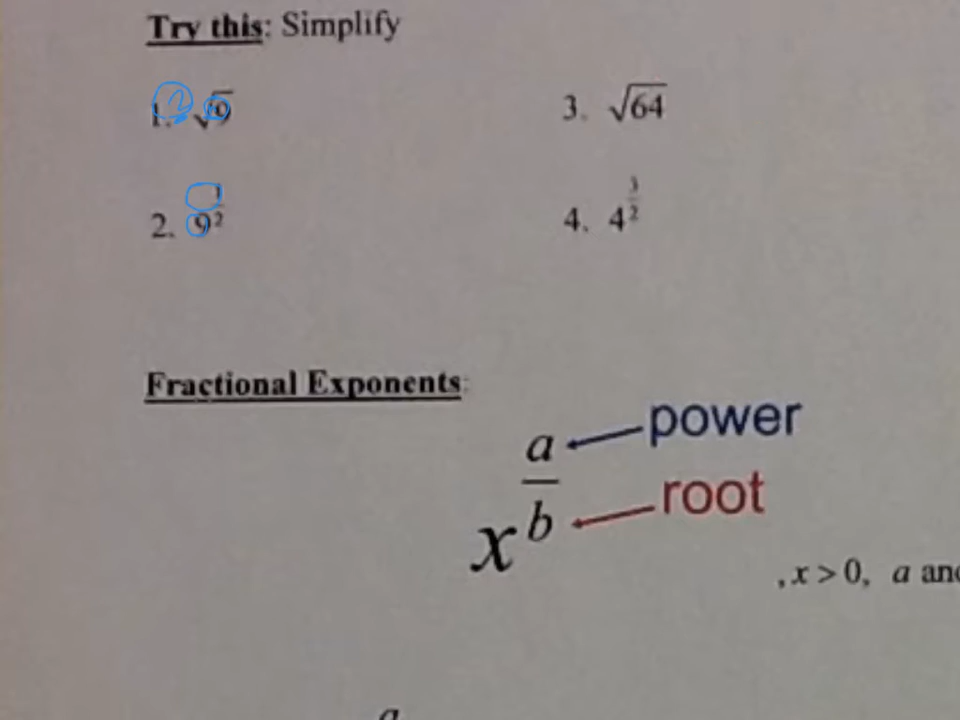 Try this: Simplify
1. √9
3. √64
2. 9^(1/2)
4. 4^(3/2)
Fractional Exponents:
x^(a/b)
power
root
, x > 0, a and
a